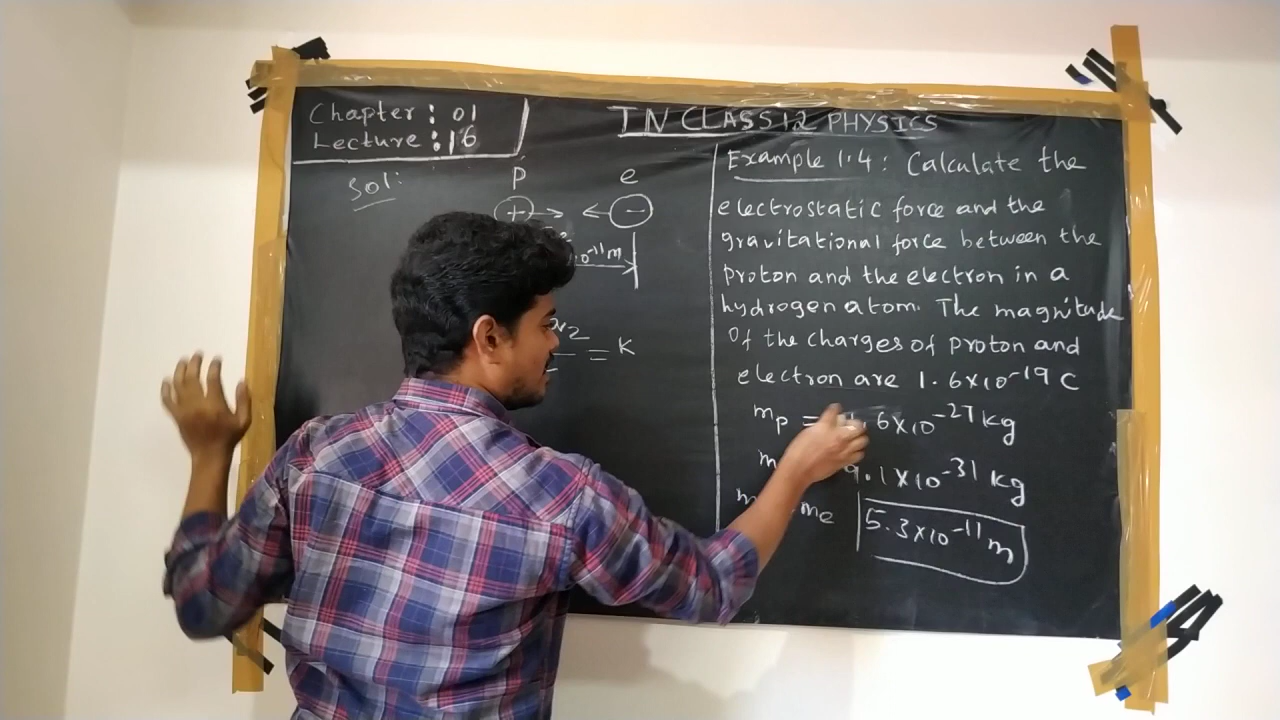 Chapter : 01
Lecture : 16
TN CLASS 12 PHYSICS
Sol:
P e
+ → ← -
10⁻¹¹ m
= K
Example 1.4 : Calculate the
electrostatic force and the
gravitational force between the
proton and the electron in a
hydrogen atom. The magnitude
Of the charges of proton and
electron are 1.6×10⁻¹⁹ C
mp = 1.6×10⁻²⁷ kg
9.1×10⁻³¹ kg
me
5.3×10⁻¹¹ m